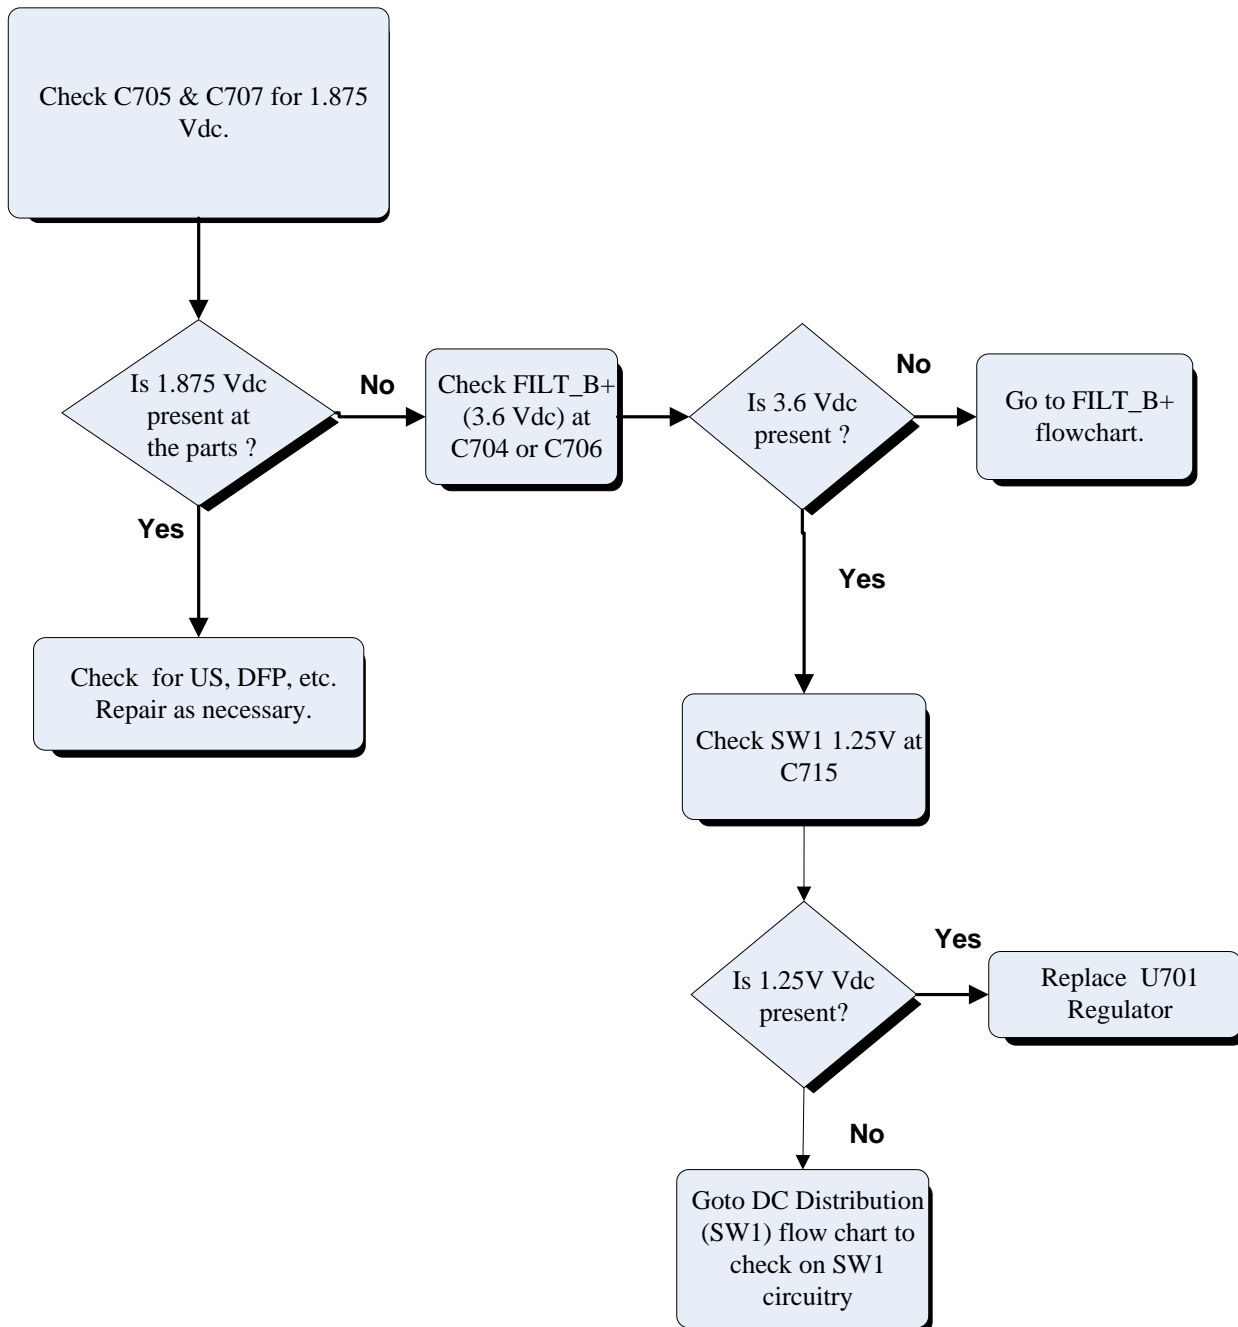 Check C705 & C707 for 1.875
Vdc.
Is 1.875 Vdc
present at
the parts ?
No
Check FILT_B+
(3.6 Vdc) at
C704 or C706
Is 3.6 Vdc
present ?
No
Go to FILT_B+
flowchart.
Yes
Check  for US, DFP, etc.
Repair as necessary.
Yes
Check SW1 1.25V at
C715
Is 1.25V Vdc
present?
Yes
Replace  U701
Regulator
No
Goto DC Distribution
(SW1) flow chart to
check on SW1
circuitry